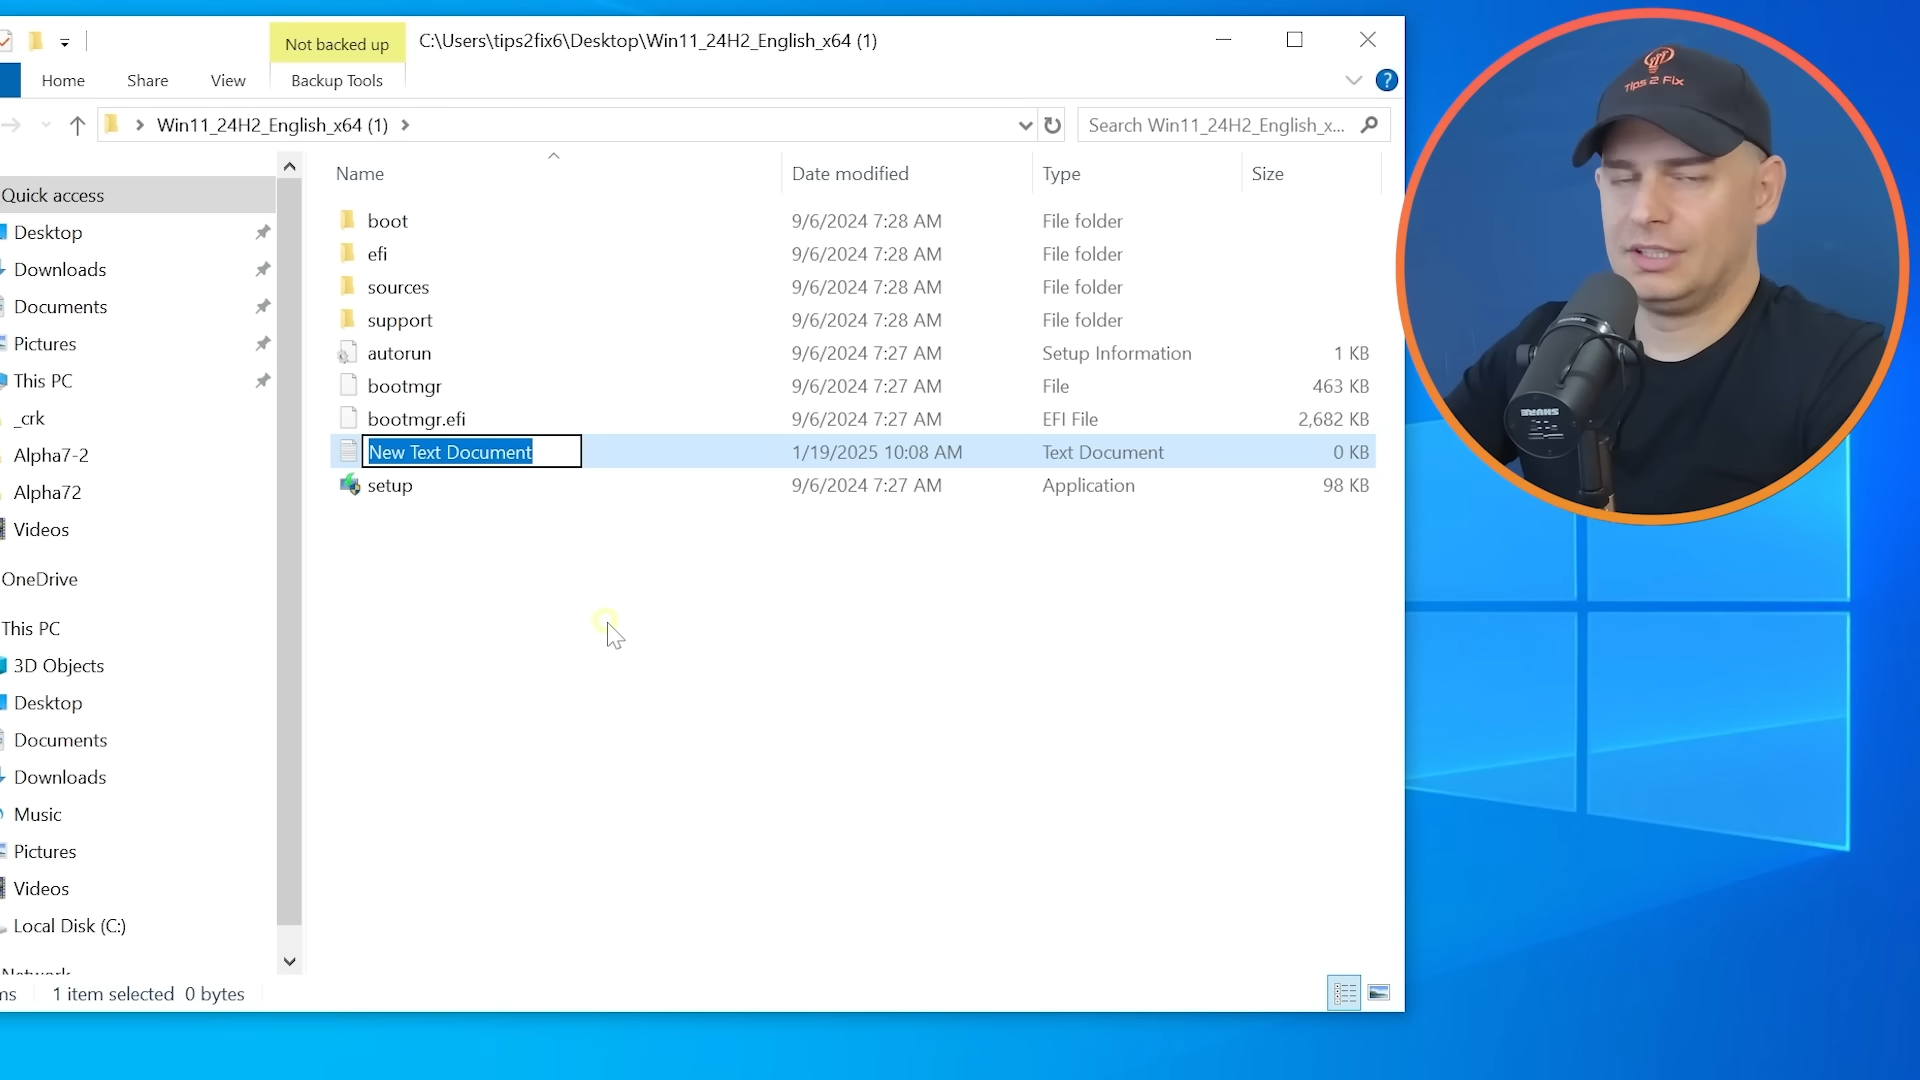 Not backed up
C:\Users\tips2fix6\Desktop\Win11_24H2_English_x64 (1)
Home Share View Backup Tools
Win11_24H2_English_x64 (1)
Search Win11_24H2_English_x...
Name Date modified Type Size
boot 9/6/2024 7:28 AM File folder
efi 9/6/2024 7:28 AM File folder
sources 9/6/2024 7:28 AM File folder
support 9/6/2024 7:28 AM File folder
autorun 9/6/2024 7:27 AM Setup Information 1 KB
bootmgr 9/6/2024 7:27 AM File 463 KB
bootmgr.efi 9/6/2024 7:27 AM EFI File 2,682 KB
New Text Document 1/19/2025 10:08 AM Text Document 0 KB
setup 9/6/2024 7:27 AM Application 98 KB
Quick access
Desktop
Downloads
Documents
Pictures
This PC
_crk
Alpha7-2
Alpha72
Videos
OneDrive
This PC
3D Objects
Desktop
Documents
Downloads
Music
Pictures
Videos
Local Disk (C:)
Network
1 item selected 0 bytes
Tips 2 Fix
SHURE